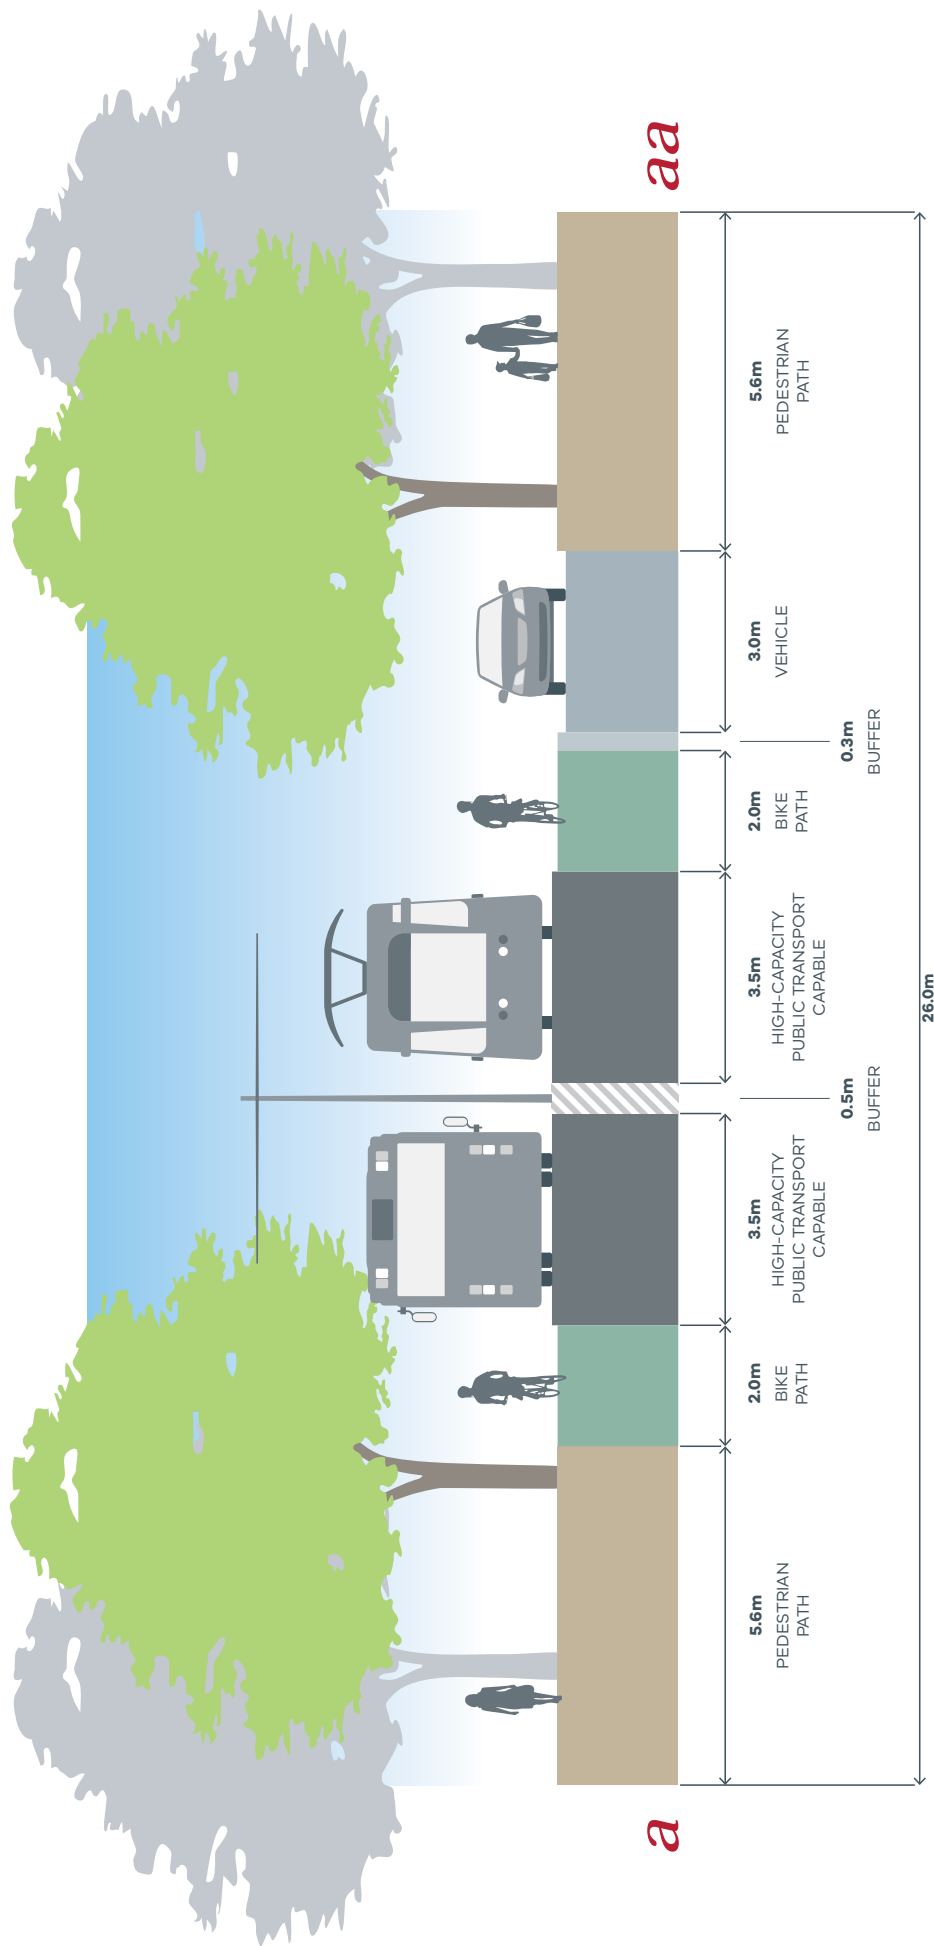 a
aa
5.6m
PEDESTRIAN
PATH
2.0m
BIKE
PATH
3.5m
HIGH-CAPACITY
PUBLIC TRANSPORT
CAPABLE
0.5m
BUFFER
3.5m
HIGH-CAPACITY
PUBLIC TRANSPORT
CAPABLE
2.0m
BIKE
PATH
0.3m
BUFFER
3.0m
VEHICLE
5.6m
PEDESTRIAN
PATH
26.0m